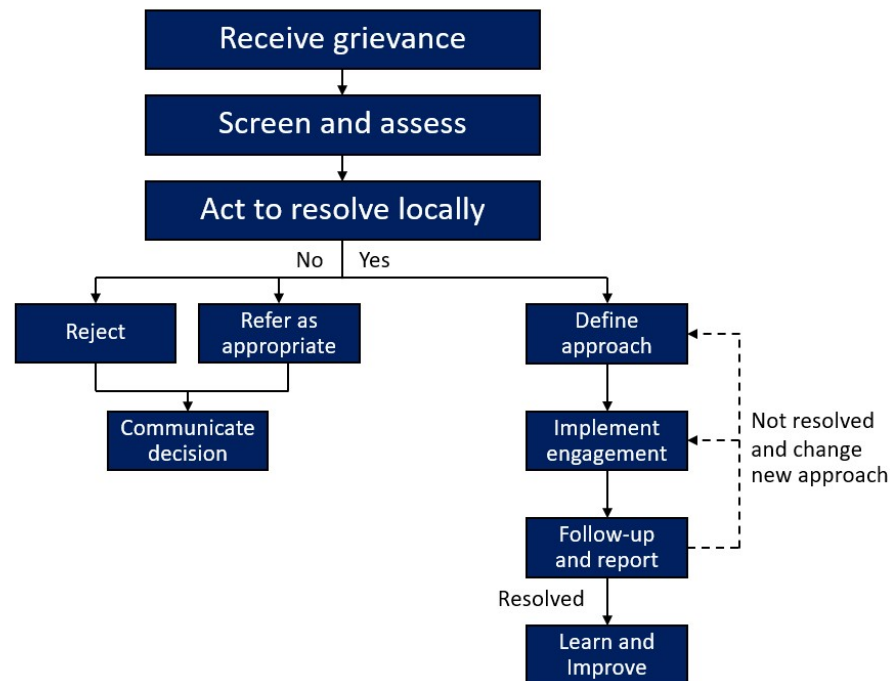 Receive grievance
Screen and assess
Act to resolve locally
No
Yes
Reject
Refer as
appropriate
Define
approach
Communicate
decision
Implement
engagement
Not resolved
and change
new approach
Follow-up
and report
Resolved
Learn and
Improve